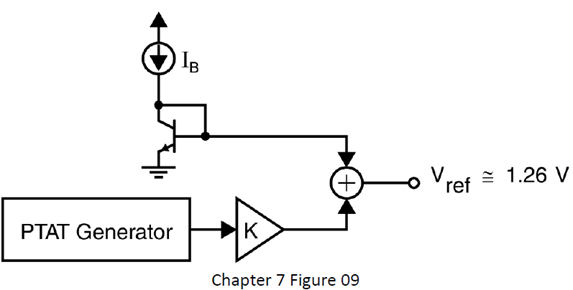 I_B
V_ref ≅ 1.26 V
PTAT Generator
K
Chapter 7 Figure 09